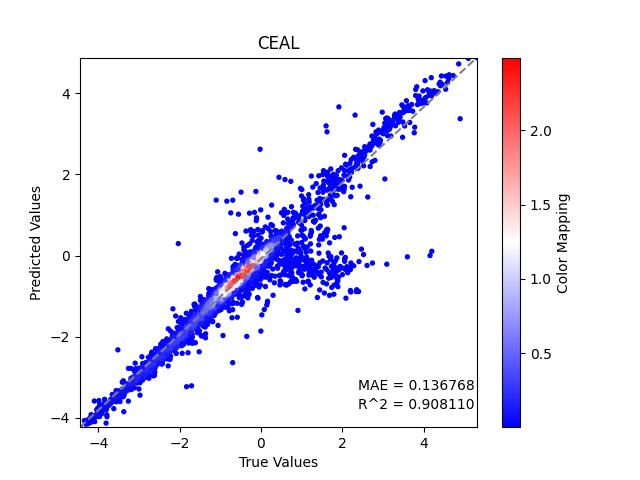 CEAL
4
2
0
−2
−4
Predicted Values
−4
−2
0
2
4
True Values
MAE = 0.136768
R^2 = 0.908110
2.0
1.5
1.0
0.5
Color Mapping